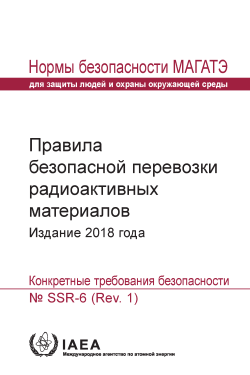 Нормы безопасности МАГАТЭ
для защиты людей и охраны окружающей среды
Правила
безопасной перевозки
радиоактивных
материалов
Издание 2018 года
Конкретные требования безопасности
№ SSR-6 (Rev. 1)
IAEA
Международное агентство по атомной энергии